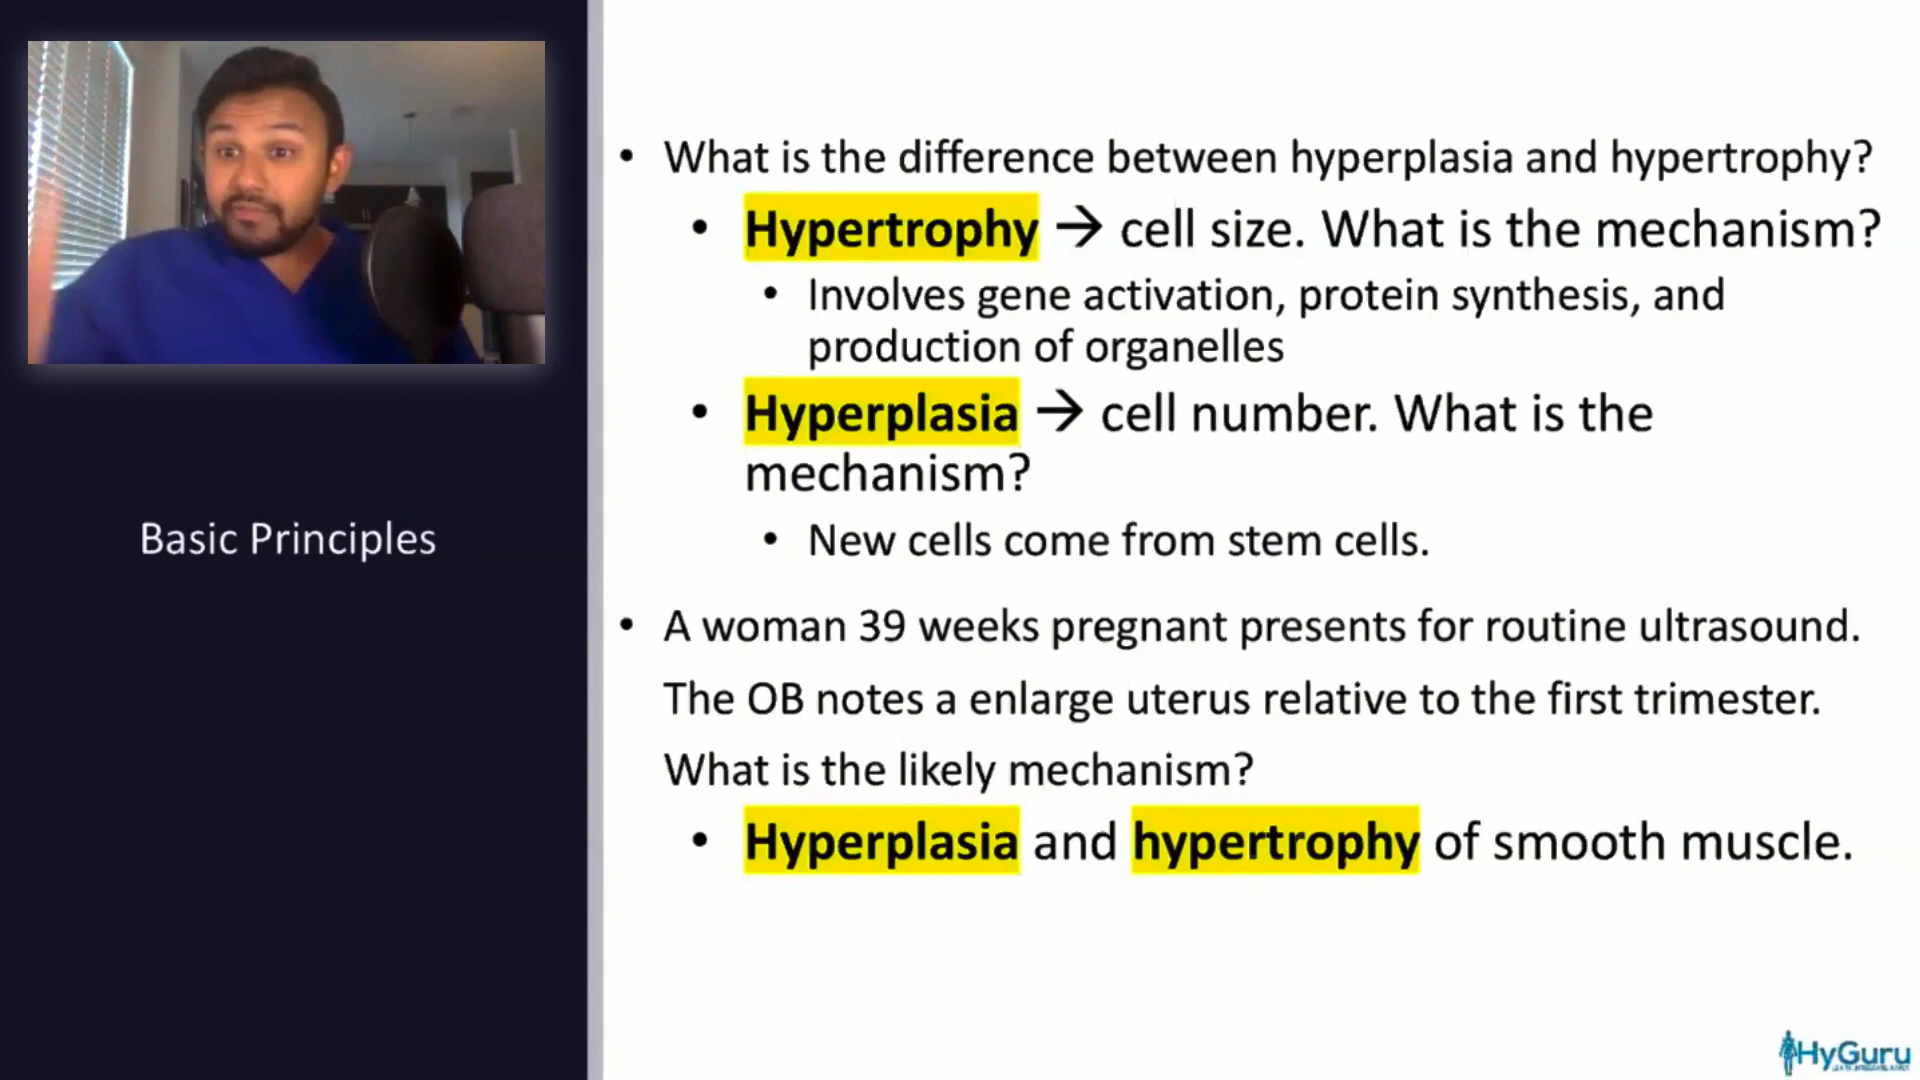 Basic Principles
• What is the difference between hyperplasia and hypertrophy?
• Hypertrophy → cell size. What is the mechanism?
• Involves gene activation, protein synthesis, and
production of organelles
• Hyperplasia → cell number. What is the
mechanism?
• New cells come from stem cells.
• A woman 39 weeks pregnant presents for routine ultrasound.
The OB notes a enlarge uterus relative to the first trimester.
What is the likely mechanism?
• Hyperplasia and hypertrophy of smooth muscle.
HyGuru